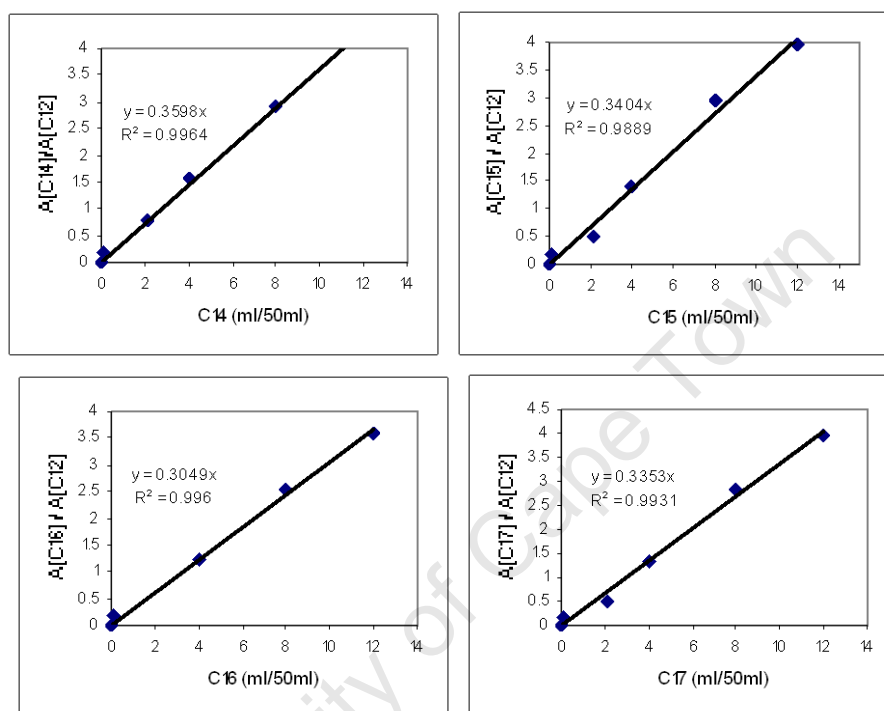 4
3.5
3
2.5
2
1.5
1
0.5
0
A[C14]/A[C12]
y = 0.3598x
R² = 0.9964
0 2 4 6 8 10 12 14
C14 (ml/50ml)
4
3.5
3
2.5
2
1.5
1
0.5
0
A[C15] / A[C12]
y = 0.3404x
R² = 0.9889
0 2 4 6 8 10 12 14
C15 (ml/50ml)
4
3.5
3
2.5
2
1.5
1
0.5
0
A[C16] / A[C12]
y = 0.3049x
R² = 0.996
0 2 4 6 8 10 12 14
C16 (ml/50ml)
4.5
4
3.5
3
2.5
2
1.5
1
0.5
0
A[C17] / A[C12]
y = 0.3353x
R² = 0.9931
0 2 4 6 8 10 12 14
C17 (ml/50ml)
ity of Cape Town